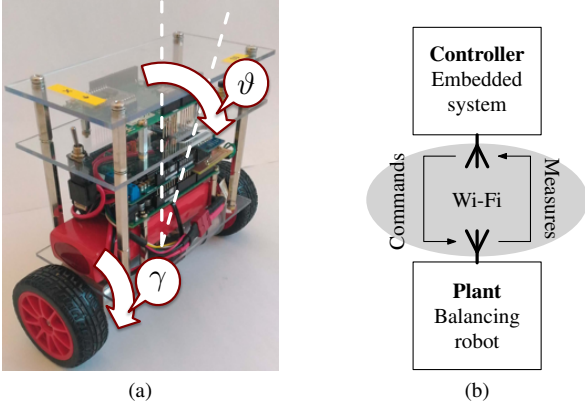 ϑ
γ
(a)
Controller
Embedded
system
Commands
Wi-Fi
Measures
Plant
Balancing
robot
(b)